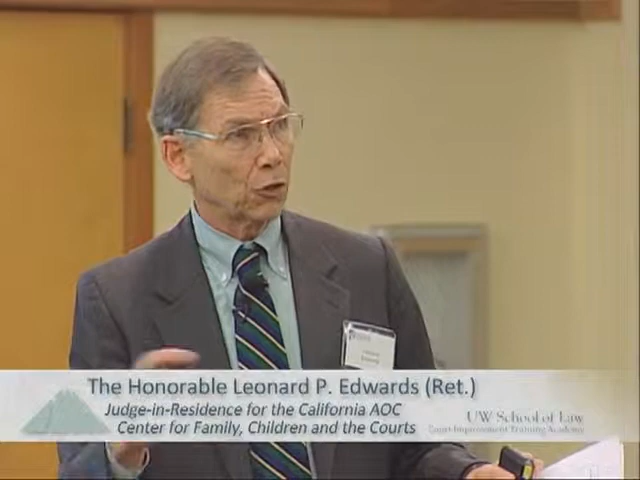 The Honorable Leonard P. Edwards (Ret.)
Judge-in-Residence for the California AOC
Center for Family, Children and the Courts
UW School of Law
Court Improvement Training Academy